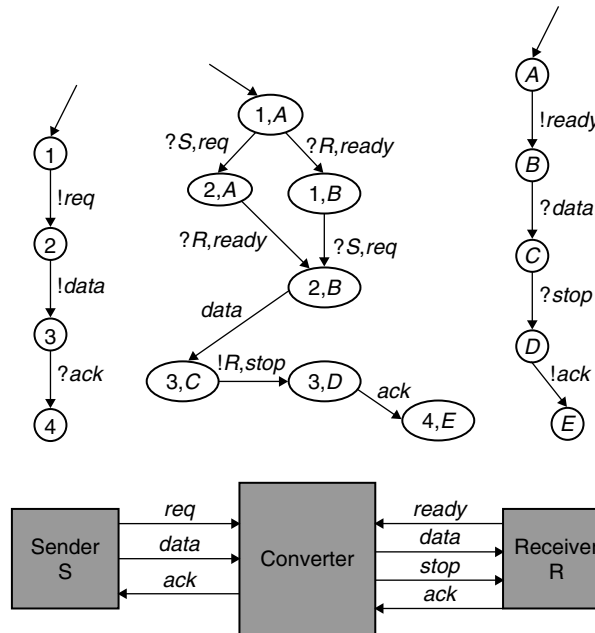 1
!req
2
!data
3
?ack
4
1,A
?S,req
?R,ready
2,A
1,B
?R,ready
?S,req
2,B
data
3,C
!R,stop
3,D
ack
4,E
A
!ready
B
?data
C
?stop
D
!ack
E
Sender
S
req
data
ack
Converter
ready
data
stop
ack
Receiver
R